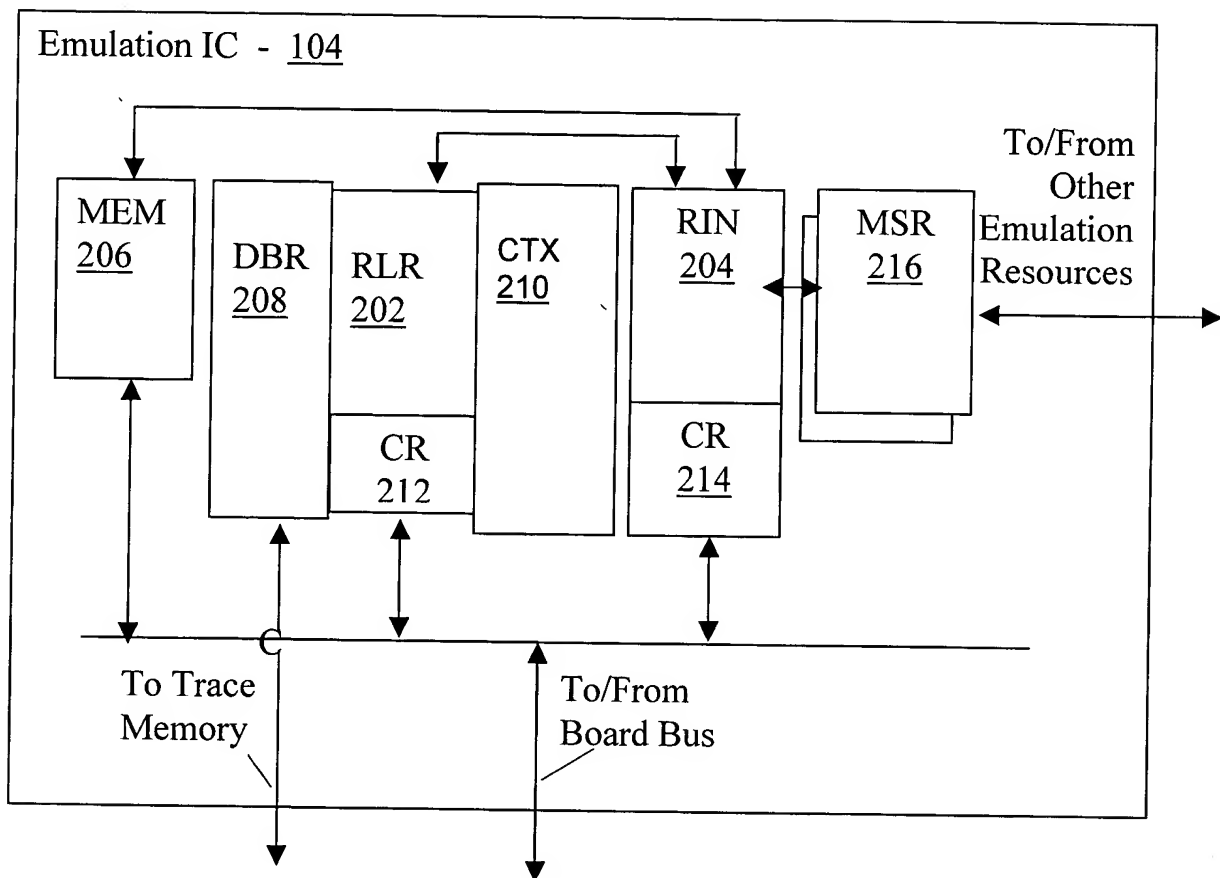 Emulation IC - 104
To/From
Other
Emulation
Resources
MEM
206
DBR
208
RLR
202
CTX
210
RIN
204
MSR
216
CR
212
CR
214
To Trace
Memory
To/From
Board Bus